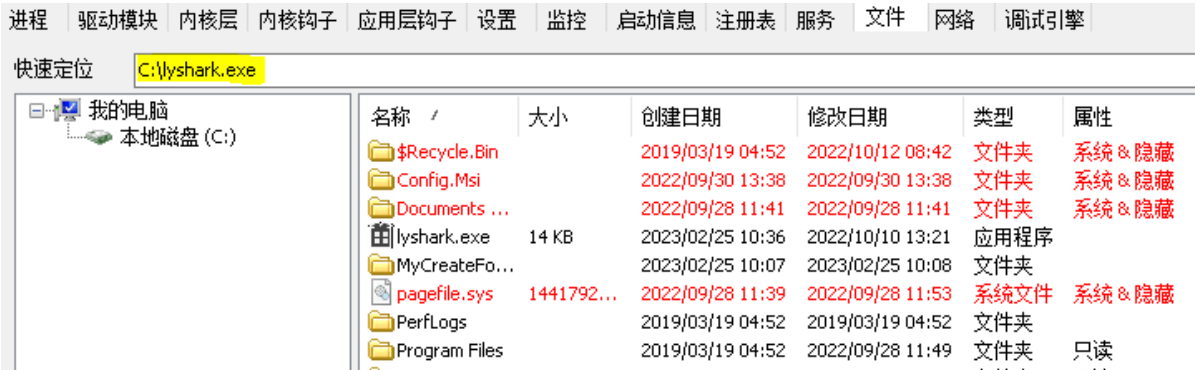 进程 驱动模块 内核层 内核钩子 应用层钩子 设置 监控 启动信息 注册表 服务 文件 网络 调试引擎
快速定位 C:\lyshark.exe
我的电脑
本地磁盘 (C:)
名称 / 大小 创建日期 修改日期 类型 属性
$Recycle.Bin 2019/03/19 04:52 2022/10/12 08:42 文件夹 系统 & 隐藏
Config.Msi 2022/09/30 13:38 2022/09/30 13:38 文件夹 系统 & 隐藏
Documents ... 2022/09/28 11:41 2022/09/28 11:41 文件夹 系统 & 隐藏
lyshark.exe 14 KB 2023/02/25 10:36 2022/10/10 13:21 应用程序
MyCreateFo... 2023/02/25 10:07 2023/02/25 10:08 文件夹
pagefile.sys 1441792... 2022/09/28 11:39 2022/09/28 11:53 系统文件 系统 & 隐藏
PerfLogs 2019/03/19 04:52 2019/03/19 04:52 文件夹
Program Files 2019/03/19 04:52 2022/09/28 11:49 文件夹 只读